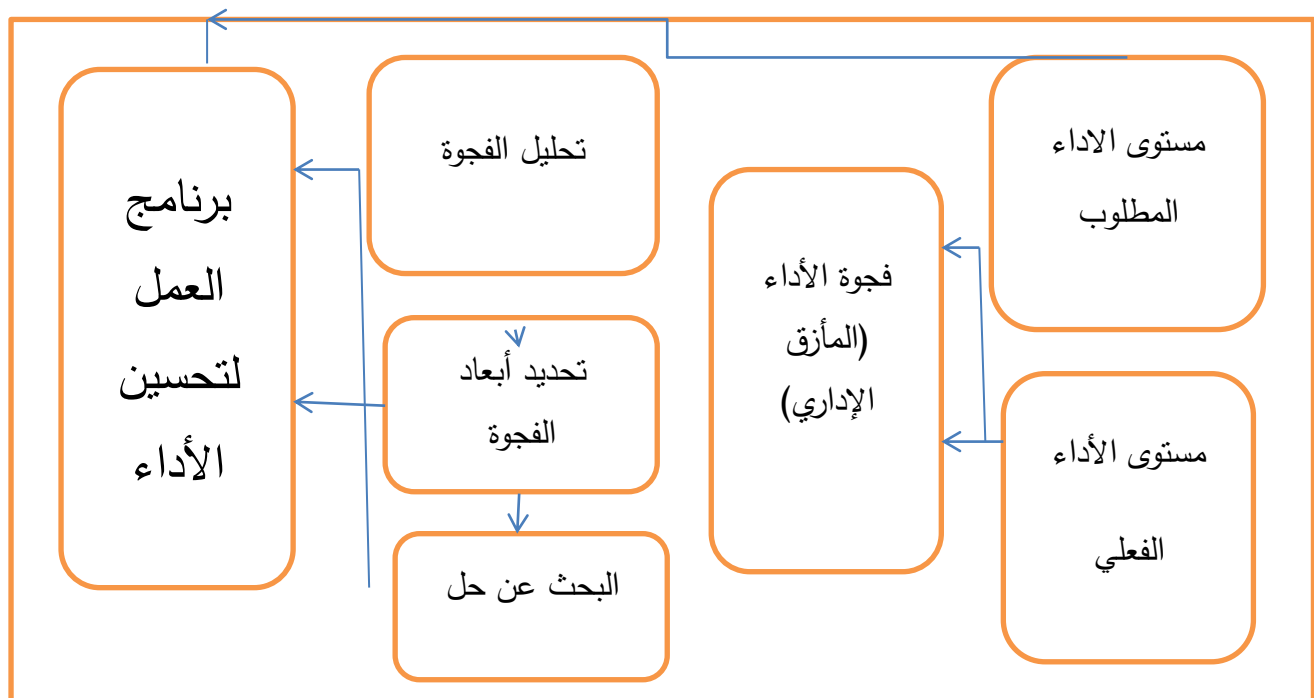 مستوى الاداء
المطلوب
مستوى الأداء
الفعلي
فجوة الأداء
(المأزق
الإداري)
تحليل الفجوة
تحديد أبعاد
الفجوة
البحث عن حل
برنامج
العمل
لتحسين
الأداء